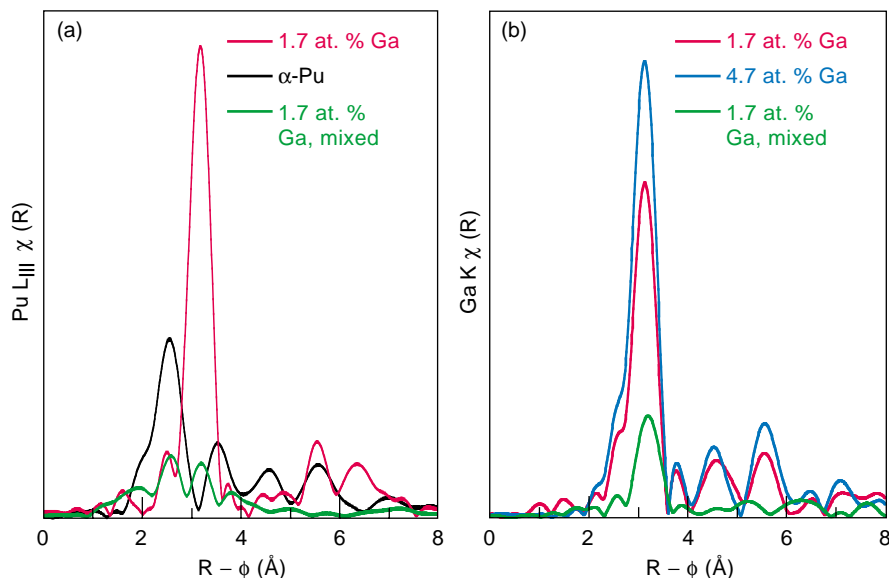 (a)
1.7 at. % Ga
α-Pu
1.7 at. %
Ga, mixed
Pu L_III χ (R)
0 2 4 6 8
R – ϕ (Å)
(b)
1.7 at. % Ga
4.7 at. % Ga
1.7 at. %
Ga, mixed
Ga K χ (R)
0 2 4 6 8
R – ϕ (Å)